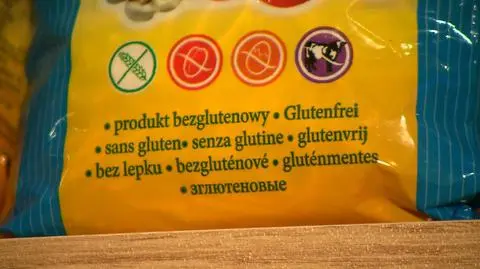 • produkt bezglutenowy • Glutenfrei
• sans gluten• senza glutine • glutenvrij
• bez lepku • bezgluténové • gluténmentes
• зглютеновые